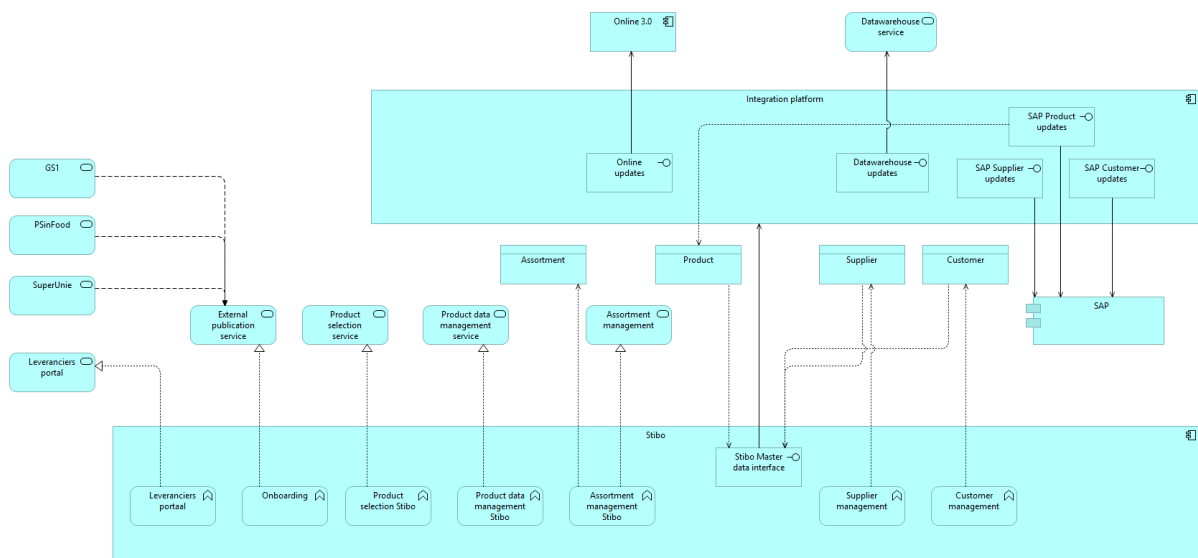 Online 3.0
Datawarehouse
service
Integration platform
SAP Product
updates
Online
updates
Datawarehouse
updates
SAP Supplier
updates
SAP Customer
updates
GS1
PSinFood
SuperUnie
Leveranciers
portal
External
publication
service
Product
selection
service
Product data
management
service
Assortment
management
Assortment
Product
Supplier
Customer
SAP
Stibo
Stibo Master
data interface
Leveranciers
portaal
Onboarding
Product
selection Stibo
Product data
management
Stibo
Assortment
management
Stibo
Supplier
management
Customer
management